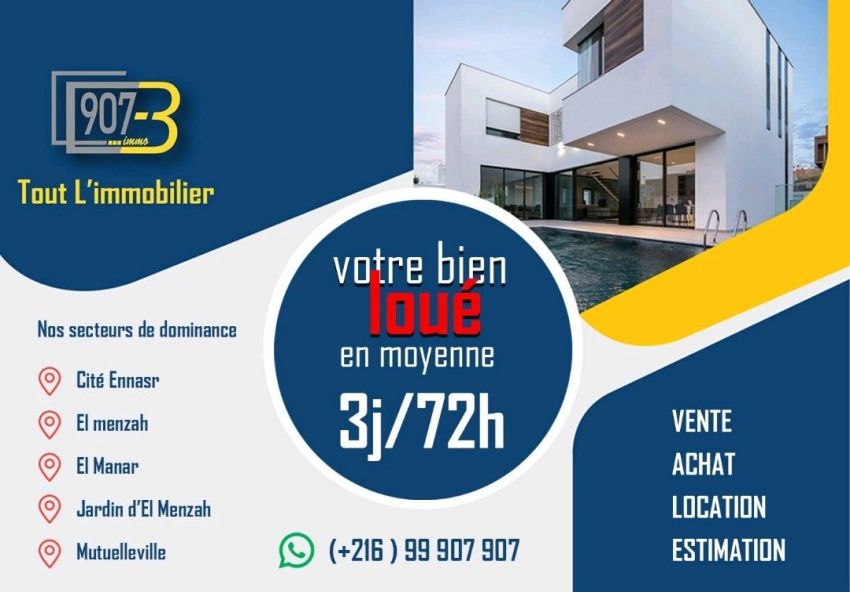 907-B
...immo
Tout L'immobilier
votre bien
loué
en moyenne
3j/72h
Nos secteurs de dominance
Cité Ennasr
El menzah
El Manar
Jardin d'El Menzah
Mutuelleville
(+216 ) 99 907 907
VENTE
ACHAT
LOCATION
ESTIMATION